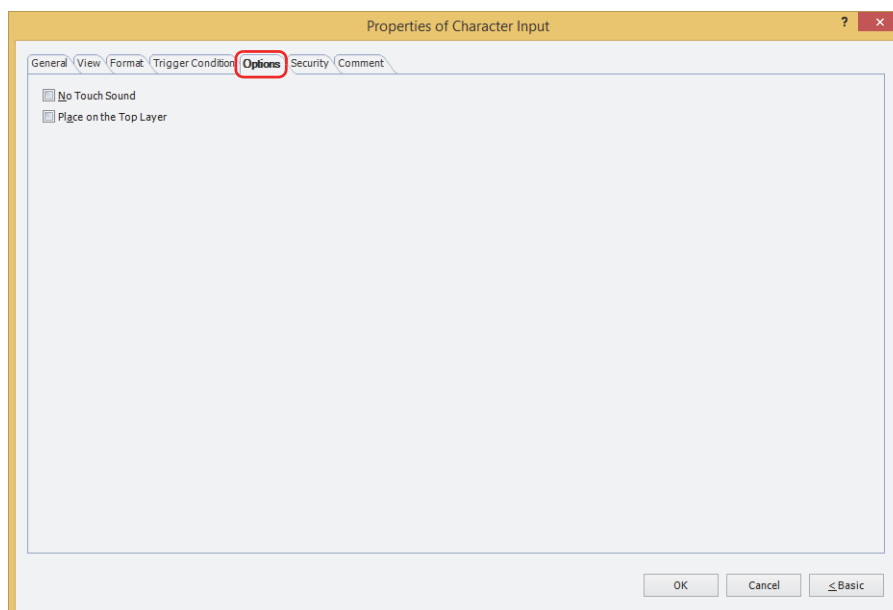 Properties of Character Input ? ×
General View Format Trigger Condition Options Security Comment
No Touch Sound
Place on the Top Layer
OK Cancel < Basic